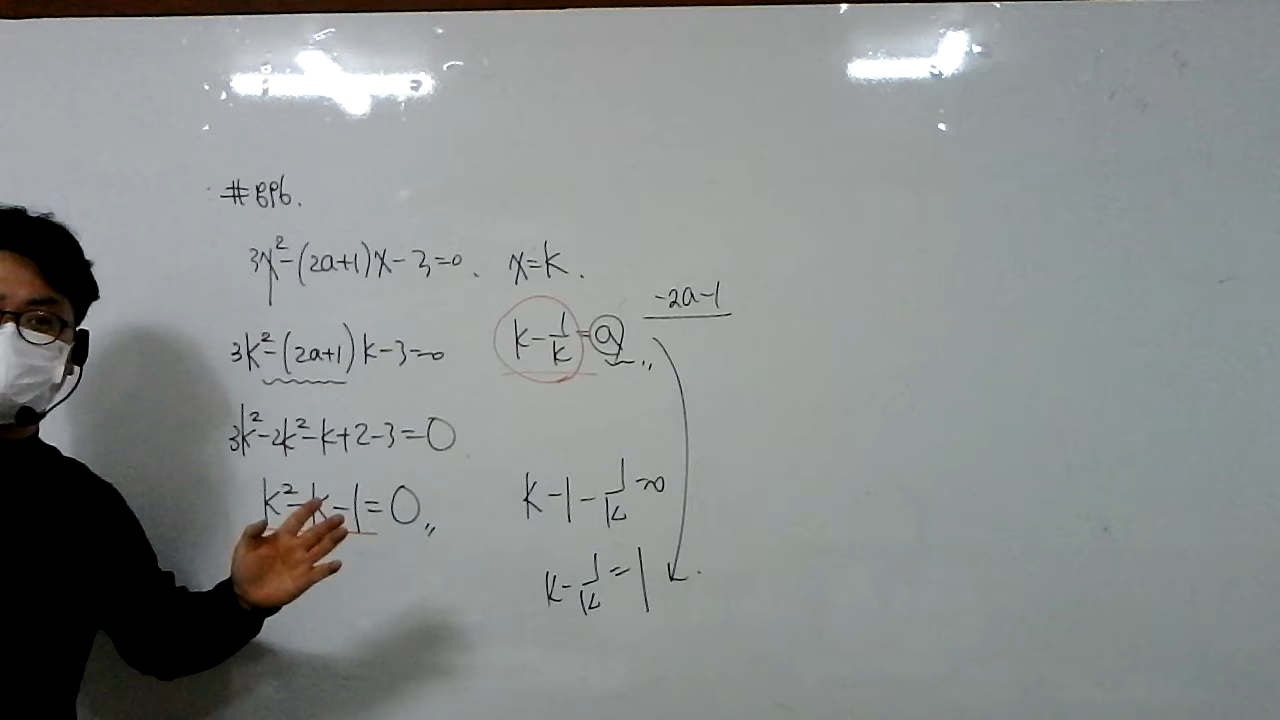 3x²-(2a+1)x-3=0. x=k.
-2a-1
3k²-(2a+1)k-3=0
k-1/k=a,,
3k²-2k²-k+2-3=0
k²-k-1=0,,
k-1-1/k=0
k-1/k=1